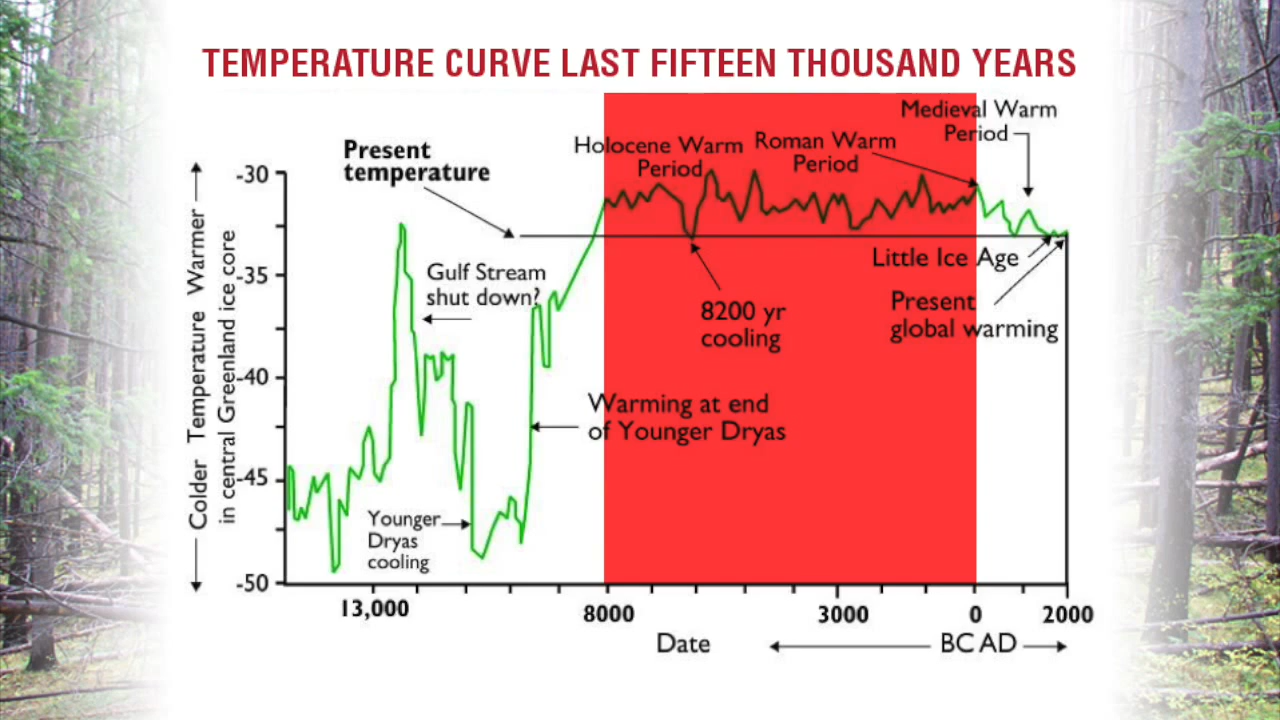 TEMPERATURE CURVE LAST FIFTEEN THOUSAND YEARS
Medieval Warm
Period
Present
temperature
Holocene Warm
Period
Roman Warm
Period
-30
-35
-40
-45
-50
Colder Temperature Warmer
in central Greenland ice core
Gulf Stream
shut down?
Little Ice Age
Present
global warming
8200 yr
cooling
Warming at end
of Younger Dryas
Younger
Dryas
cooling
13,000
8000
3000
0
2000
Date
BC AD